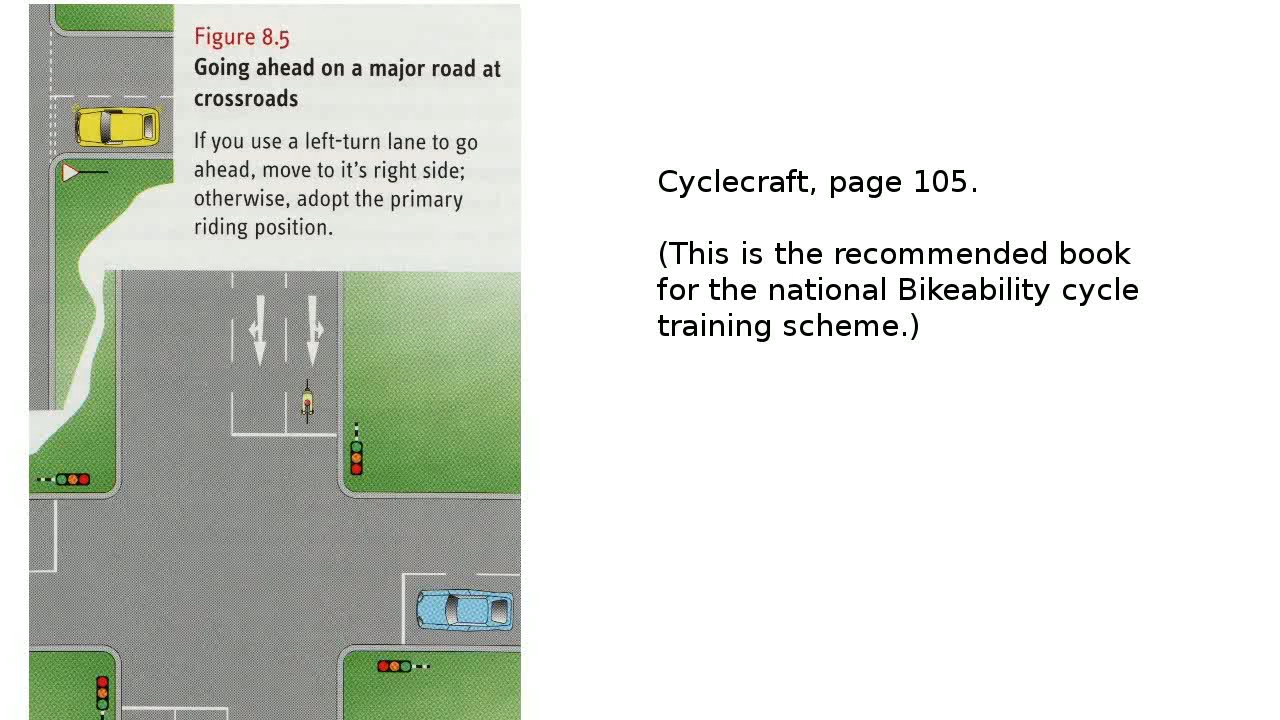 Figure 8.5
Going ahead on a major road at
crossroads
If you use a left-turn lane to go
ahead, move to it's right side;
otherwise, adopt the primary
riding position.
Cyclecraft, page 105.
(This is the recommended book
for the national Bikeability cycle
training scheme.)